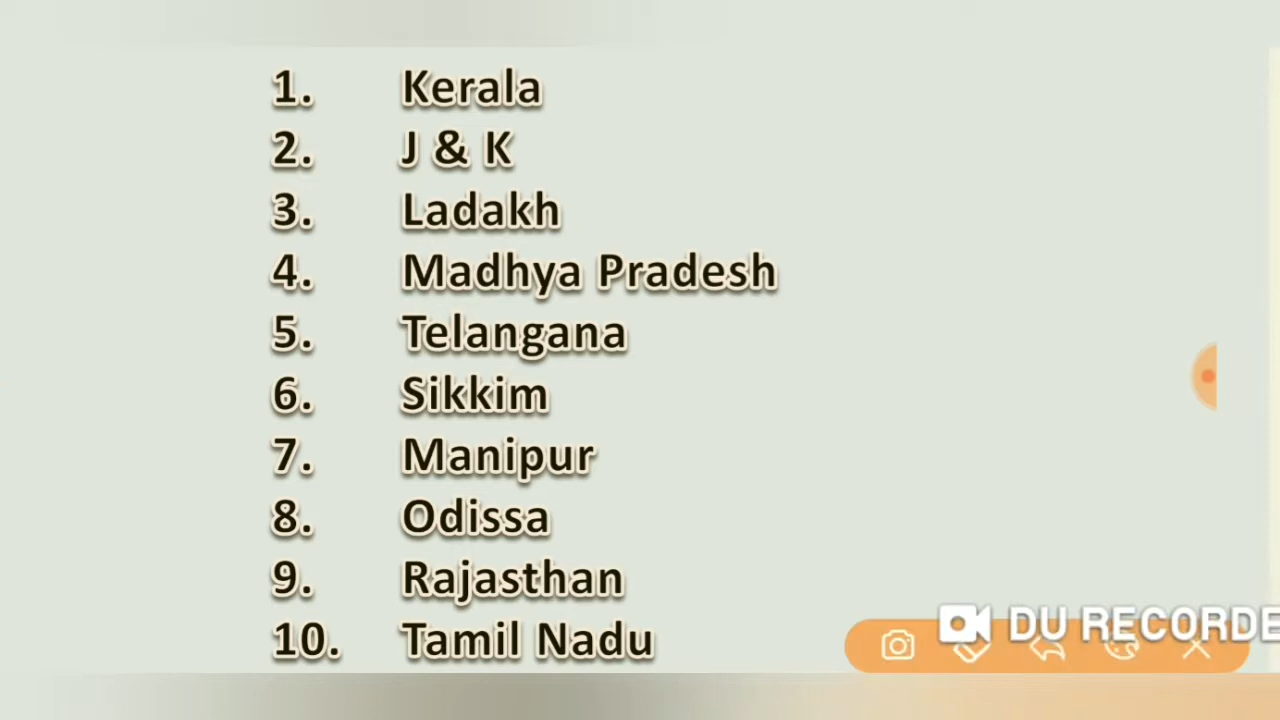 1. Kerala
2. J & K
3. Ladakh
4. Madhya Pradesh
5. Telangana
6. Sikkim
7. Manipur
8. Odissa
9. Rajasthan
10. Tamil Nadu
DU RECORDE